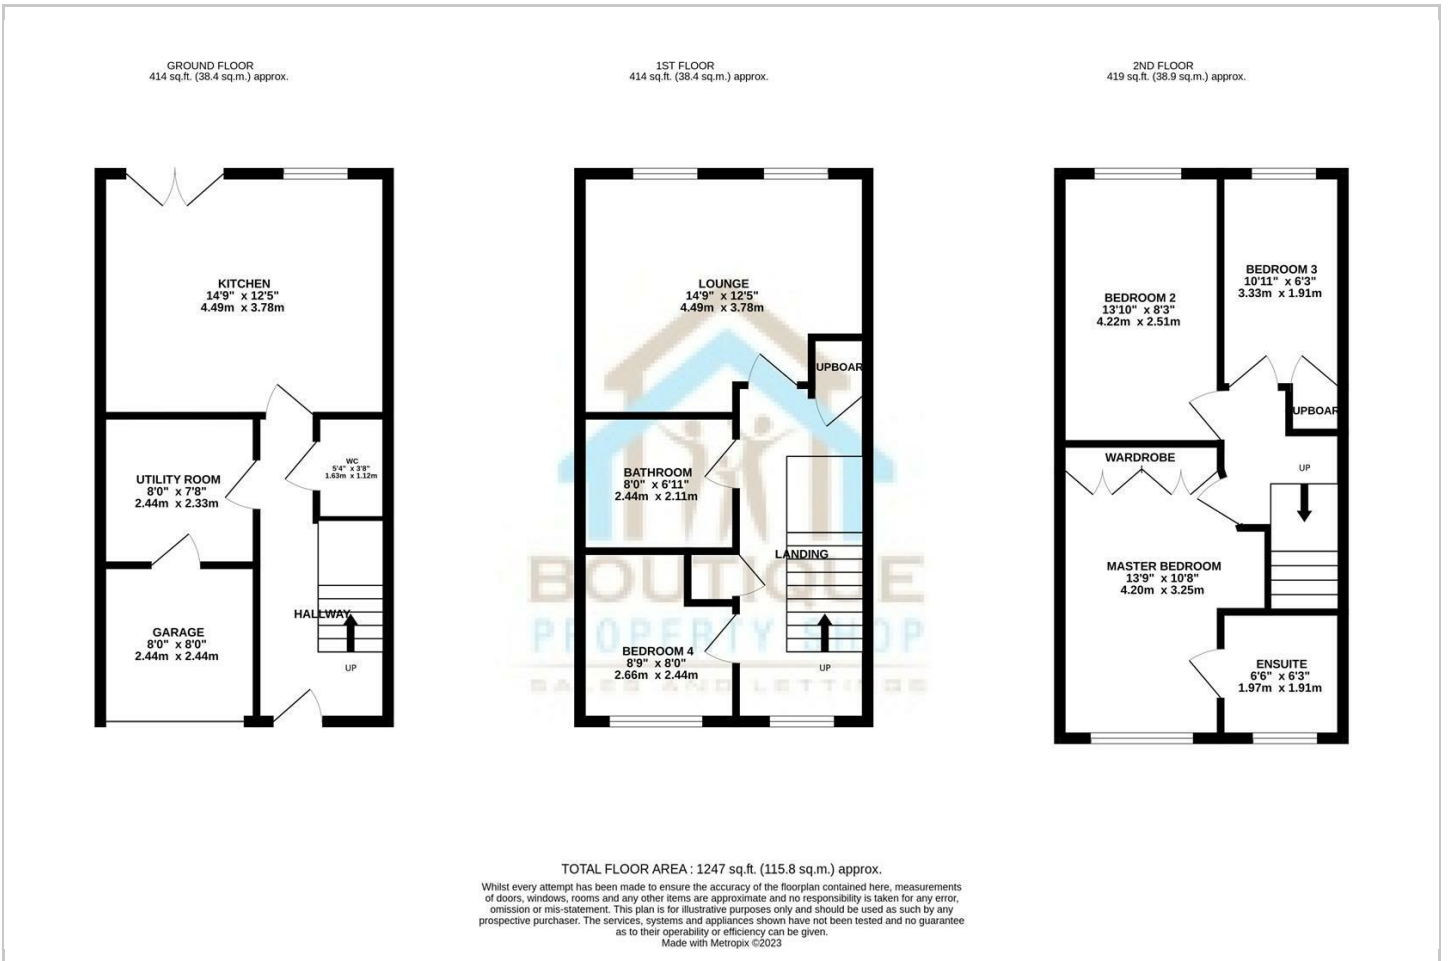 GROUND FLOOR
414 sq.ft. (38.4 sq.m.) approx.
KITCHEN
14'9" x 12'5"
4.49m x 3.78m
UTILITY ROOM
8'0" x 7'8"
2.44m x 2.33m
WC
5'4" x 3'8"
1.63m x 1.12m
HALLWAY
GARAGE
8'0" x 8'0"
2.44m x 2.44m
UP
1ST FLOOR
414 sq.ft. (38.4 sq.m.) approx.
LOUNGE
14'9" x 12'5"
4.49m x 3.78m
UPBOAR
BATHROOM
8'0" x 6'11"
2.44m x 2.11m
LANDING
BEDROOM 4
8'9" x 8'0"
2.66m x 2.44m
UP
BOUTIQUE
PROPERTY SHOP
SALES AND LETTINGS
2ND FLOOR
419 sq.ft. (38.9 sq.m.) approx.
BEDROOM 3
10'11" x 6'3"
3.33m x 1.91m
BEDROOM 2
13'10" x 8'3"
4.22m x 2.51m
UPBOAR
WARDROBE
UP
MASTER BEDROOM
13'9" x 10'8"
4.20m x 3.25m
ENSUITE
6'6" x 6'3"
1.97m x 1.91m
TOTAL FLOOR AREA : 1247 sq.ft. (115.8 sq.m.) approx.
Whilst every attempt has been made to ensure the accuracy of the floorplan contained here, measurements
of doors, windows, rooms and any other items are approximate and no responsibility is taken for any error,
omission or mis-statement. This plan is for illustrative purposes only and should be used as such by any
prospective purchaser. The services, systems and appliances shown have not been tested and no guarantee
as to their operability or efficiency can be given.
Made with Metropix ©2023